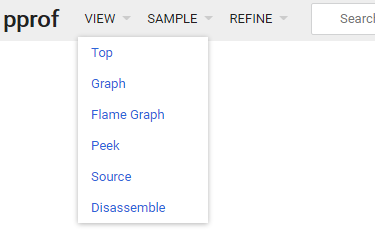 pprof VIEW SAMPLE REFINE Search
Top
Graph
Flame Graph
Peek
Source
Disassemble